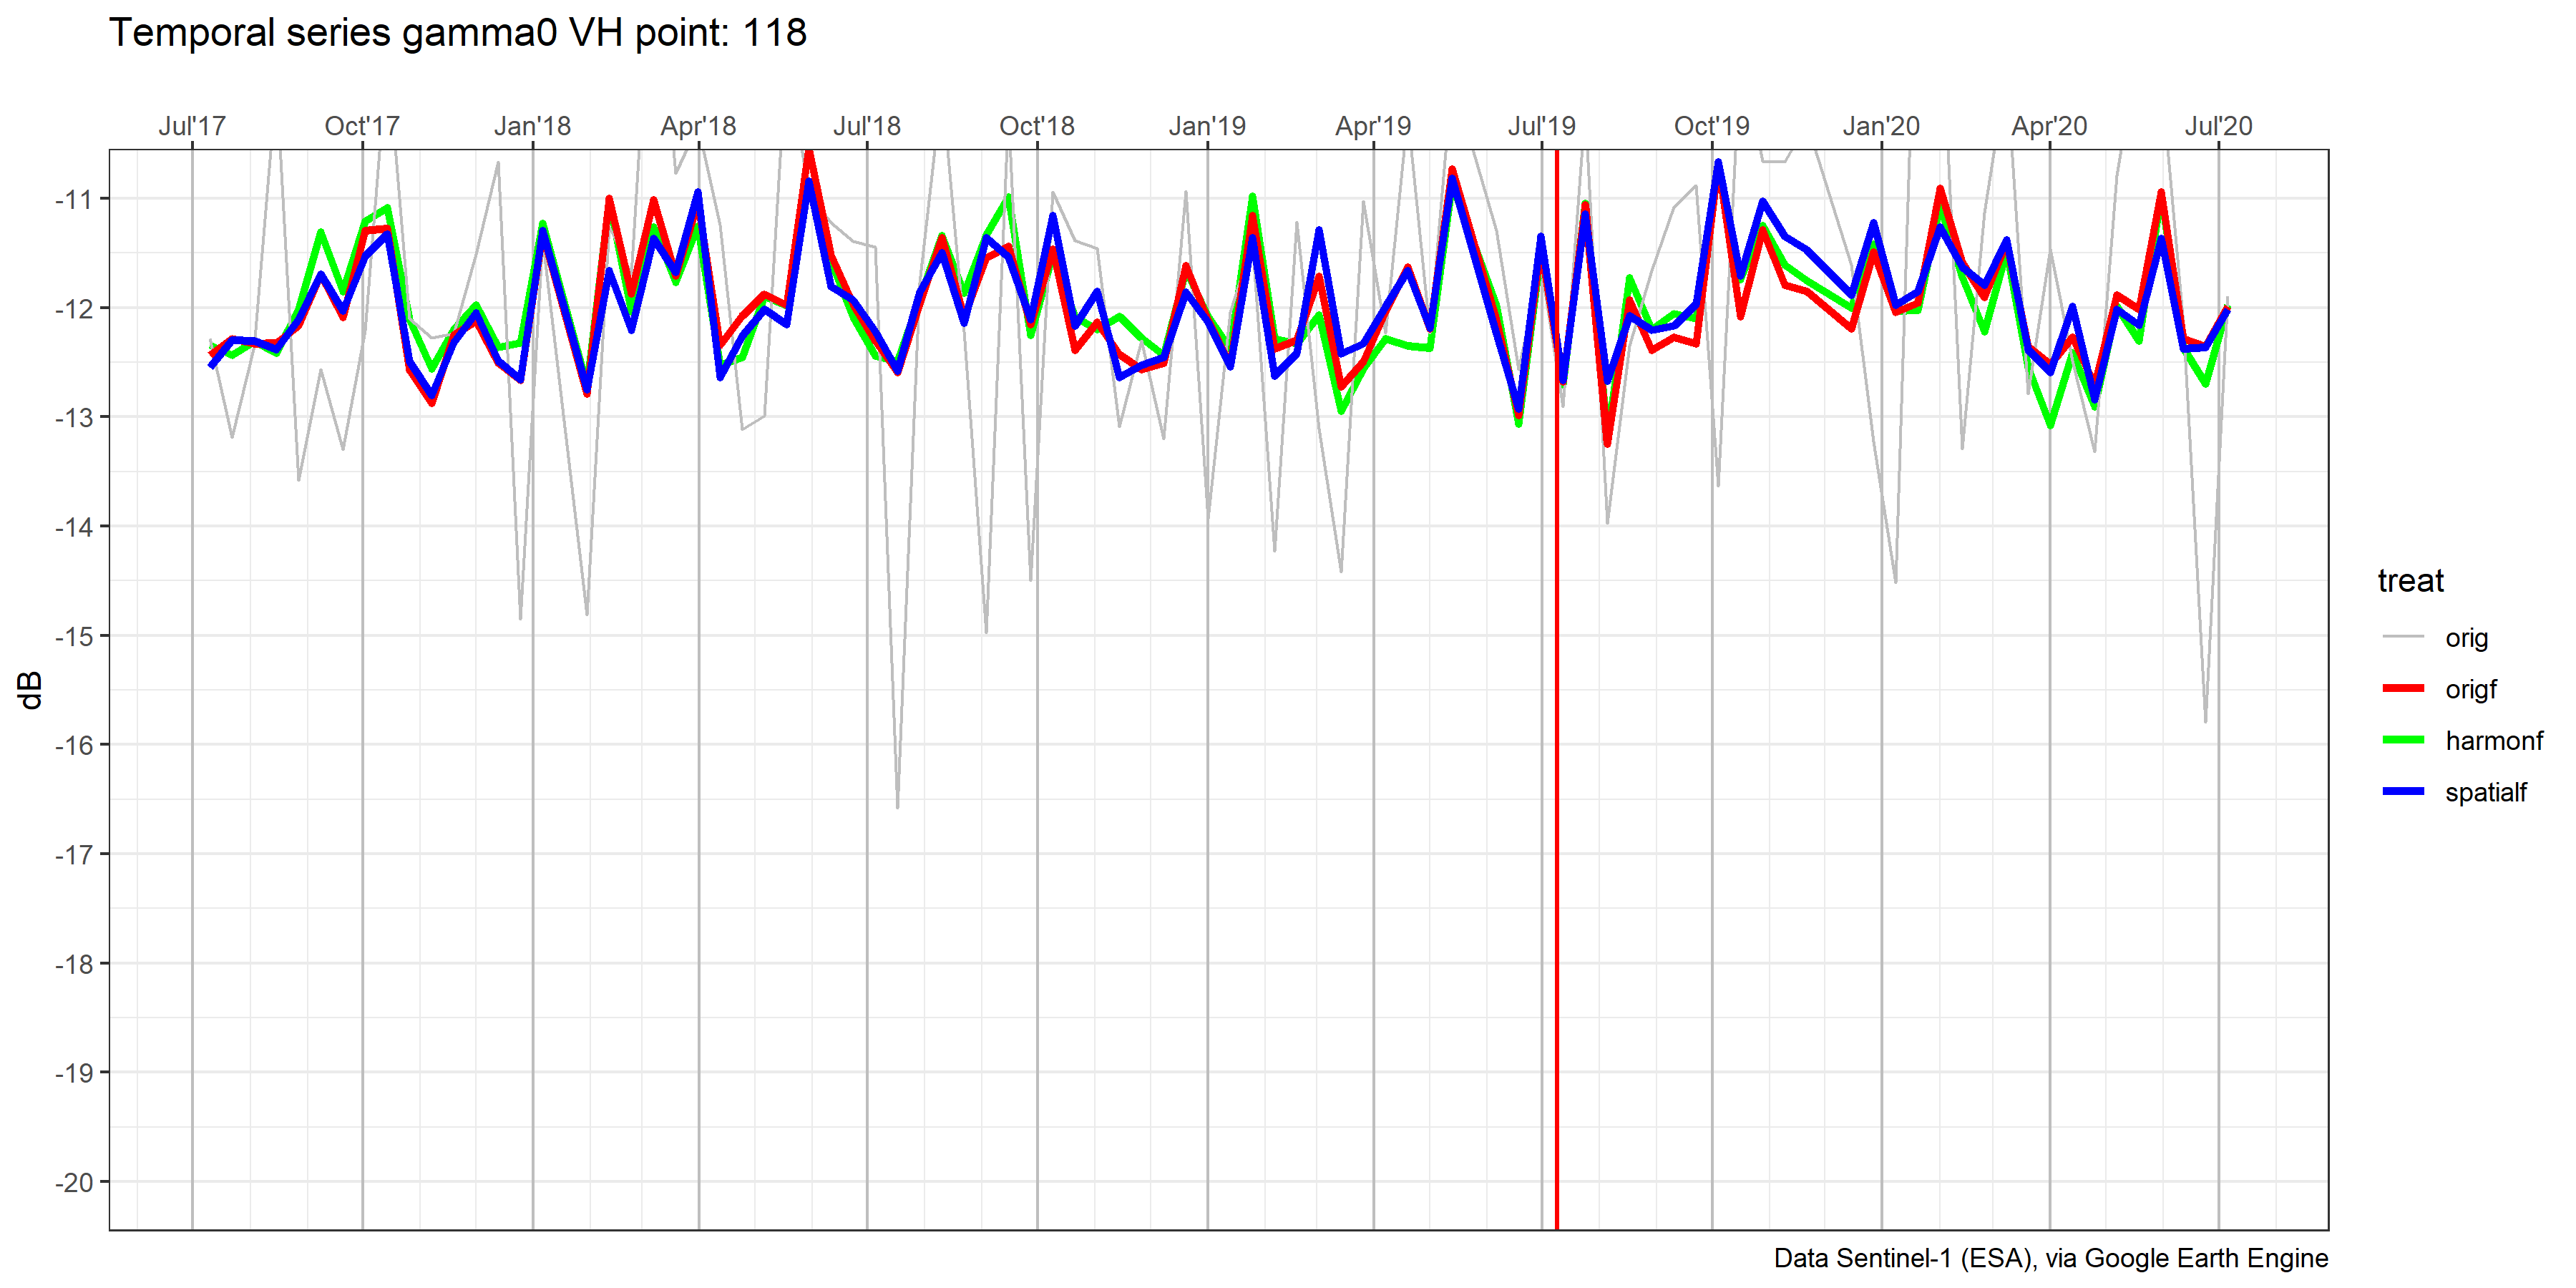 Temporal series gamma0 VH point: 118
Jul'17 Oct'17 Jan'18 Apr'18 Jul'18 Oct'18 Jan'19 Apr'19 Jul'19 Oct'19 Jan'20 Apr'20 Jul'20
-11
-12
-13
-14
-15
-16
-17
-18
-19
-20
dB
treat
orig
origf
harmonf
spatialf
Data Sentinel-1 (ESA), via Google Earth Engine